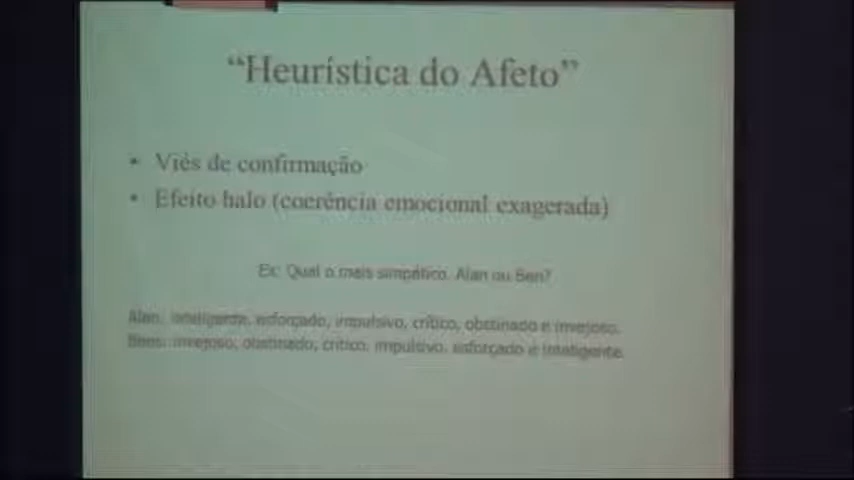 “Heurística do Afeto”
• Viés de confirmação
• Efeito halo (coerência emocional exagerada)
Ex: Qual o mais simpático. Alan ou Ben?
Alan: inteligente, esforçado, impulsivo, crítico, obstinado e invejoso.
invejoso, obstinado, crítico, impulsivo, esforçado e inteligente.